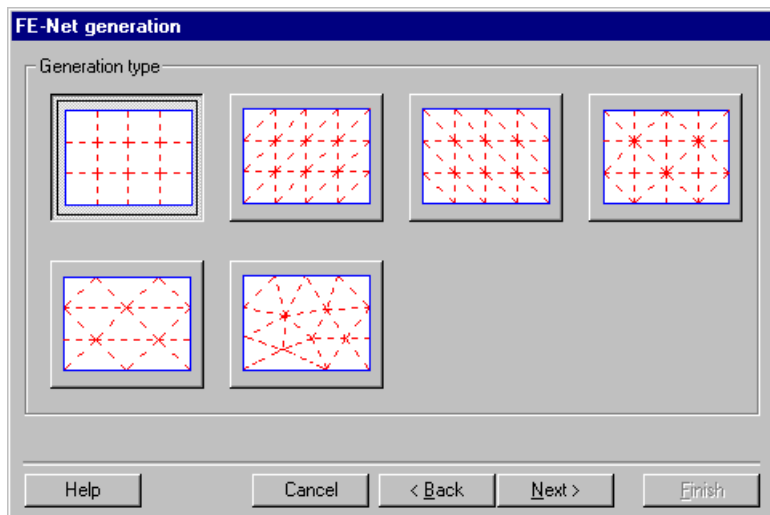 FE-Net generation
Generation type
Help Cancel < Back Next > Finish